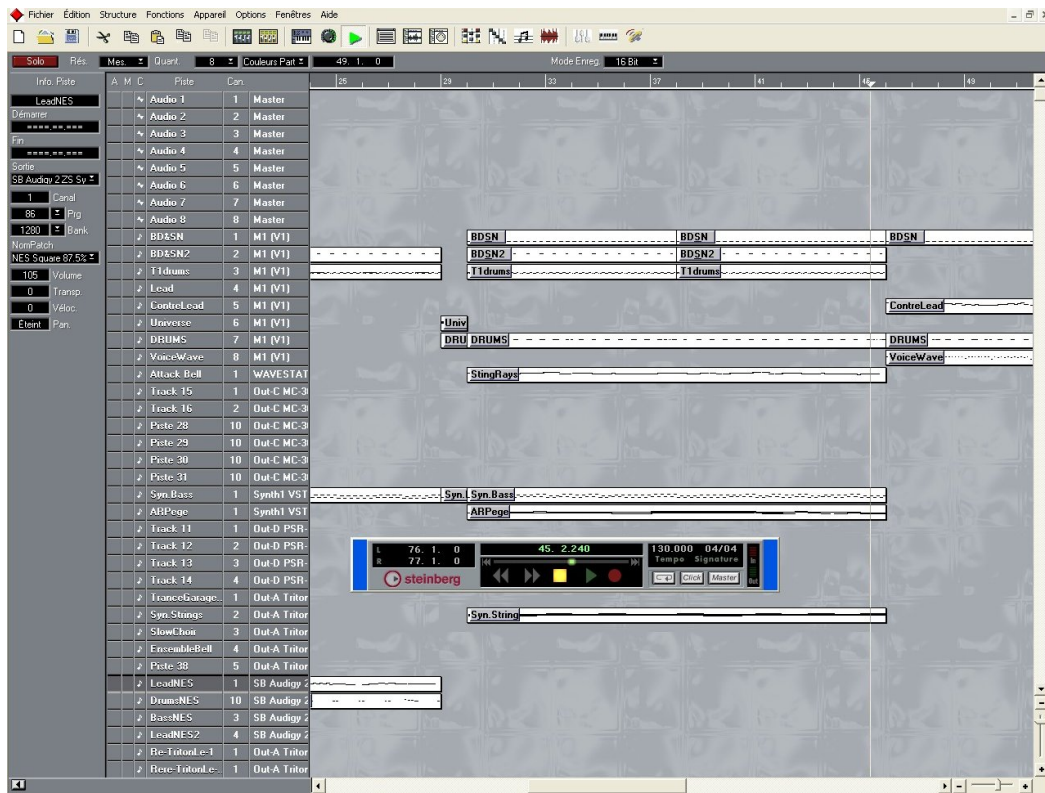 Fichier Édition Structure Fonctions Appareil Options Fenêtres Aide
Solo Rés. Mes. Quant. 8 Couleurs Part 49. 1. 0 Mode Enreg. 16 Bit
Info. Piste A M C Piste Can. 25 29 33 37 41 45 49
LeadNES Audio 1 1 Master
Démarrer Audio 2 2 Master
Audio 3 3 Master
Fin Audio 4 4 Master
Sortie Audio 5 5 Master
SB Audigy 2 ZS Sy Audio 6 6 Master
1 Canal Audio 7 7 Master
86 Prg Audio 8 8 Master
1280 Bank BD&SN 1 M1 (V1) BDSN BDSN BDSN
NomPatch
NES Square 87.5% BD&SN2 2 M1 (V1) BDSN2 BDSN2
105 Volume T1drums 3 M1 (V1) T1drums T1drums
0 Transp. Lead 4 M1 (V1)
0 Véloc. ContreLead 5 M1 (V1) ContreLead
Éteint Pan. Universe 6 M1 (V1) Univ
DRUMS 7 M1 (V1) DRU DRUMS DRUMS
VoiceWave 8 M1 (V1) VoiceWave
Attack Bell 1 WAVESTAT StingRays
Track 15 1 Out-C MC-3
Track 16 2 Out-C MC-3
Piste 28 10 Out-C MC-3
Piste 29 10 Out-C MC-3
Piste 30 10 Out-C MC-3
Piste 31 10 Out-C MC-3
Syn.Bass 1 Synth1 VST Syn. Syn.Bass
ARPege 1 Synth1 VST ARPege
Track 11 1 Out-D PSR-
Track 12 2 Out-D PSR-
Track 13 3 Out-D PSR-
Track 14 4 Out-D PSR-
L 76. 1. 0 45. 2.240 130.000 04/04
R 77. 1. 0 Tempo Signature In
steinberg Click Master Out
TranceGarage.. 1 Out-A Triton
Syn.Strings 2 Out-A Triton Syn.String
SlowChoir 3 Out-A Triton
EnsembleBell 4 Out-A Triton
Piste 38 5 Out-A Triton
LeadNES 1 SB Audigy 2
DrumsNES 10 SB Audigy 2
BassNES 3 SB Audigy 2
LeadNES2 4 SB Audigy 2
Re-TritonLe-1 1 Out-A Triton
Rere-TritonLe-.. 1 Out-A Triton